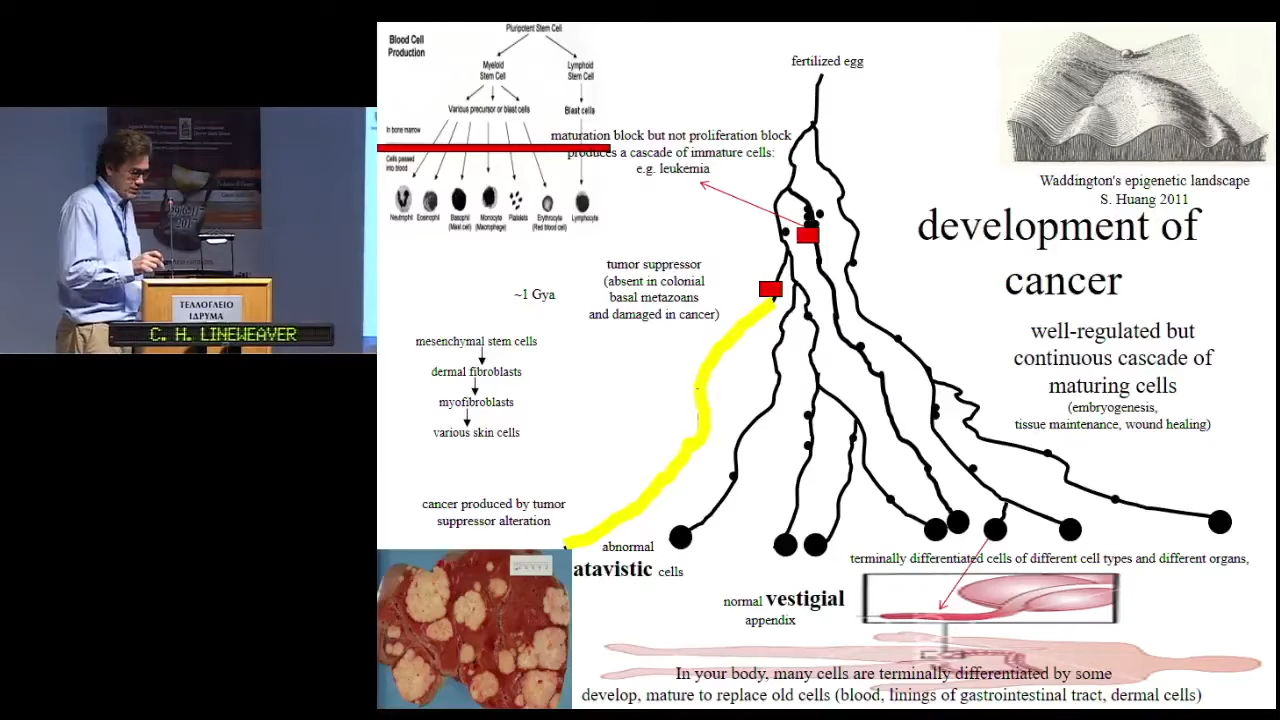 ΤΕΛΛΟΓΛΕΙΟ
ΙΔΡΥΜΑ
C. H. LINEWEAVER
Blood Cell
Production
Pluripotent Stem Cell
Myeloid
Stem Cell
Lymphoid
Stem Cell
Various precursor or blast cells
Blast cells
In bone marrow
Cells passed
into blood
Neutrophil
Eosinophil
Basophil
(Mast cell)
Monocyte
(Macrophage)
Platelets
Erythrocyte
(Red blood cell)
Lymphocyte
fertilized egg
maturation block but not proliferation block
produces a cascade of immature cells:
e.g. leukemia
Waddington's epigenetic landscape
S. Huang 2011
development of
cancer
well-regulated but
continuous cascade of
maturing cells
(embryogenesis,
tissue maintenance, wound healing)
~1 Gya
tumor suppressor
(absent in colonial
basal metazoans
and damaged in cancer)
mesenchymal stem cells
dermal fibroblasts
myofibroblasts
various skin cells
cancer produced by tumor
suppressor alteration
abnormal
atavistic cells
terminally differentiated cells of different cell types and different organs,
normal vestigial
appendix
In your body, many cells are terminally differentiated by some
develop, mature to replace old cells (blood, linings of gastrointestinal tract, dermal cells)